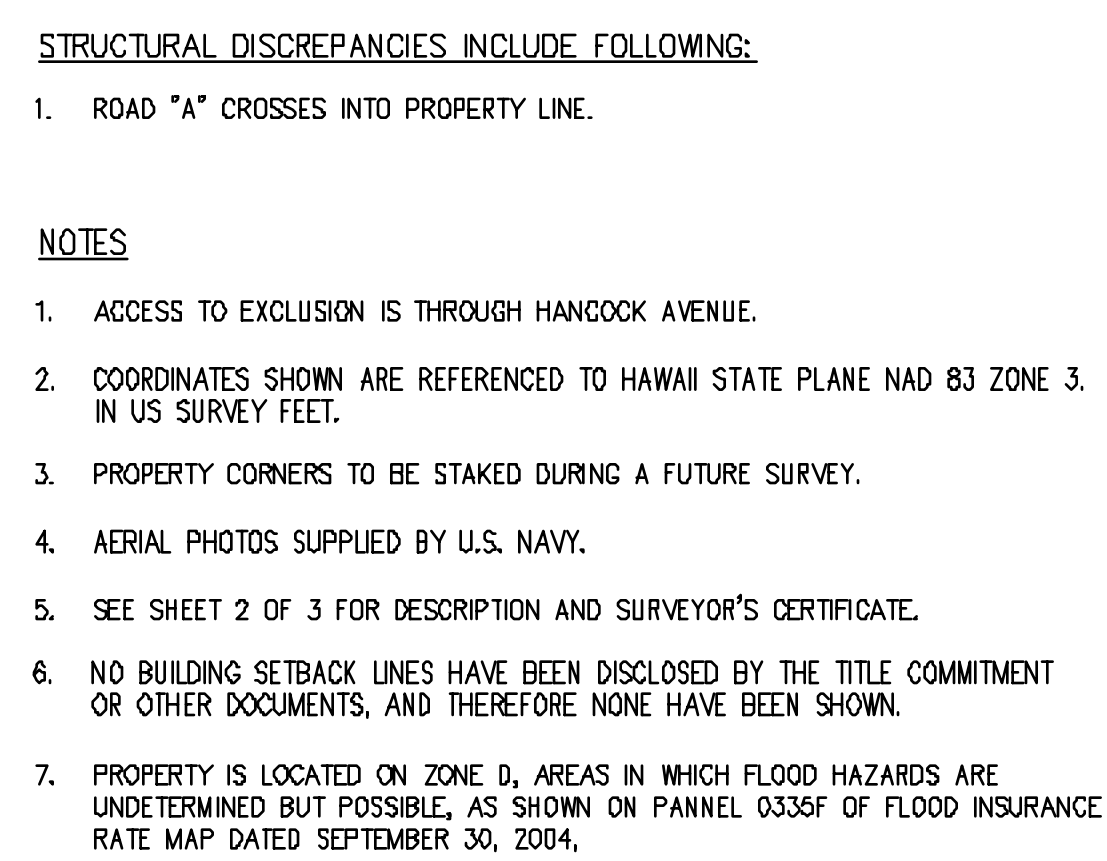 STRUCTURAL DISCREPANCIES INCLUDE FOLLOWING:
1. ROAD "A" CROSSES INTO PROPERTY LINE.
NOTES
1. ACCESS TO EXCLUSION IS THROUGH HANCOCK AVENUE.
2. COORDINATES SHOWN ARE REFERENCED TO HAWAII STATE PLANE NAD 83 ZONE 3.
IN US SURVEY FEET.
3. PROPERTY CORNERS TO BE STAKED DURING A FUTURE SURVEY.
4. AERIAL PHOTOS SUPPLIED BY U.S. NAVY.
5. SEE SHEET 2 OF 3 FOR DESCRIPTION AND SURVEYOR'S CERTIFICATE.
6. NO BUILDING SETBACK LINES HAVE BEEN DISCLOSED BY THE TITLE COMMITMENT
OR OTHER DOCUMENTS, AND THEREFORE NONE HAVE BEEN SHOWN.
7. PROPERTY IS LOCATED ON ZONE D, AREAS IN WHICH FLOOD HAZARDS ARE
UNDETERMINED BUT POSSIBLE, AS SHOWN ON PANNEL 0335F OF FLOOD INSURANCE
RATE MAP DATED SEPTEMBER 30, 2004,